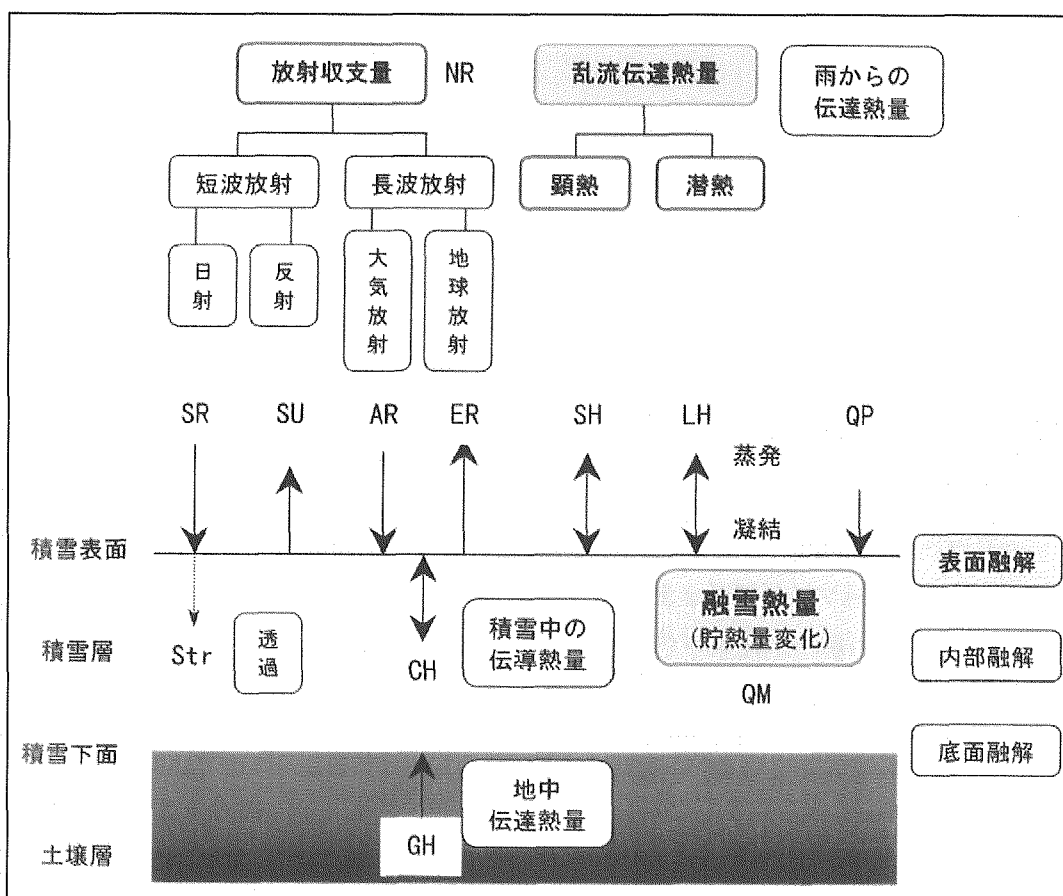 放射収支量 NR
乱流伝達熱量
雨からの
伝達熱量
短波放射
長波放射
顕熱
潜熱
日射
反射
大気放射
地球放射
SR SU AR ER SH LH QP
蒸発
凝結
積雪表面
表面融解
積雪層
Str
透過
CH
積雪中の
伝導熱量
融雪熱量
(貯熱量変化)
QM
内部融解
積雪下面
底面融解
地中
伝達熱量
GH
土壌層